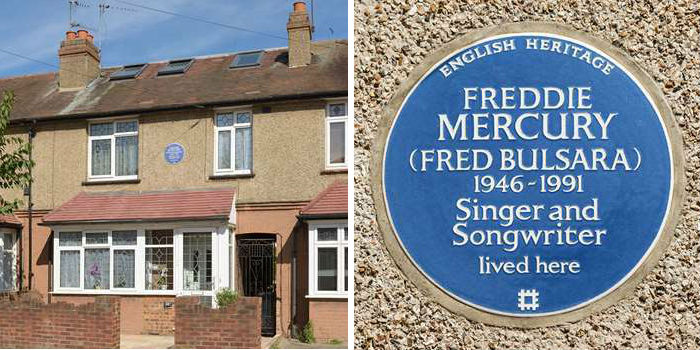 ENGLISH HERITAGE
FREDDIE
MERCURY
(FRED BULSARA)
1946-1991
Singer and
Songwriter
lived here